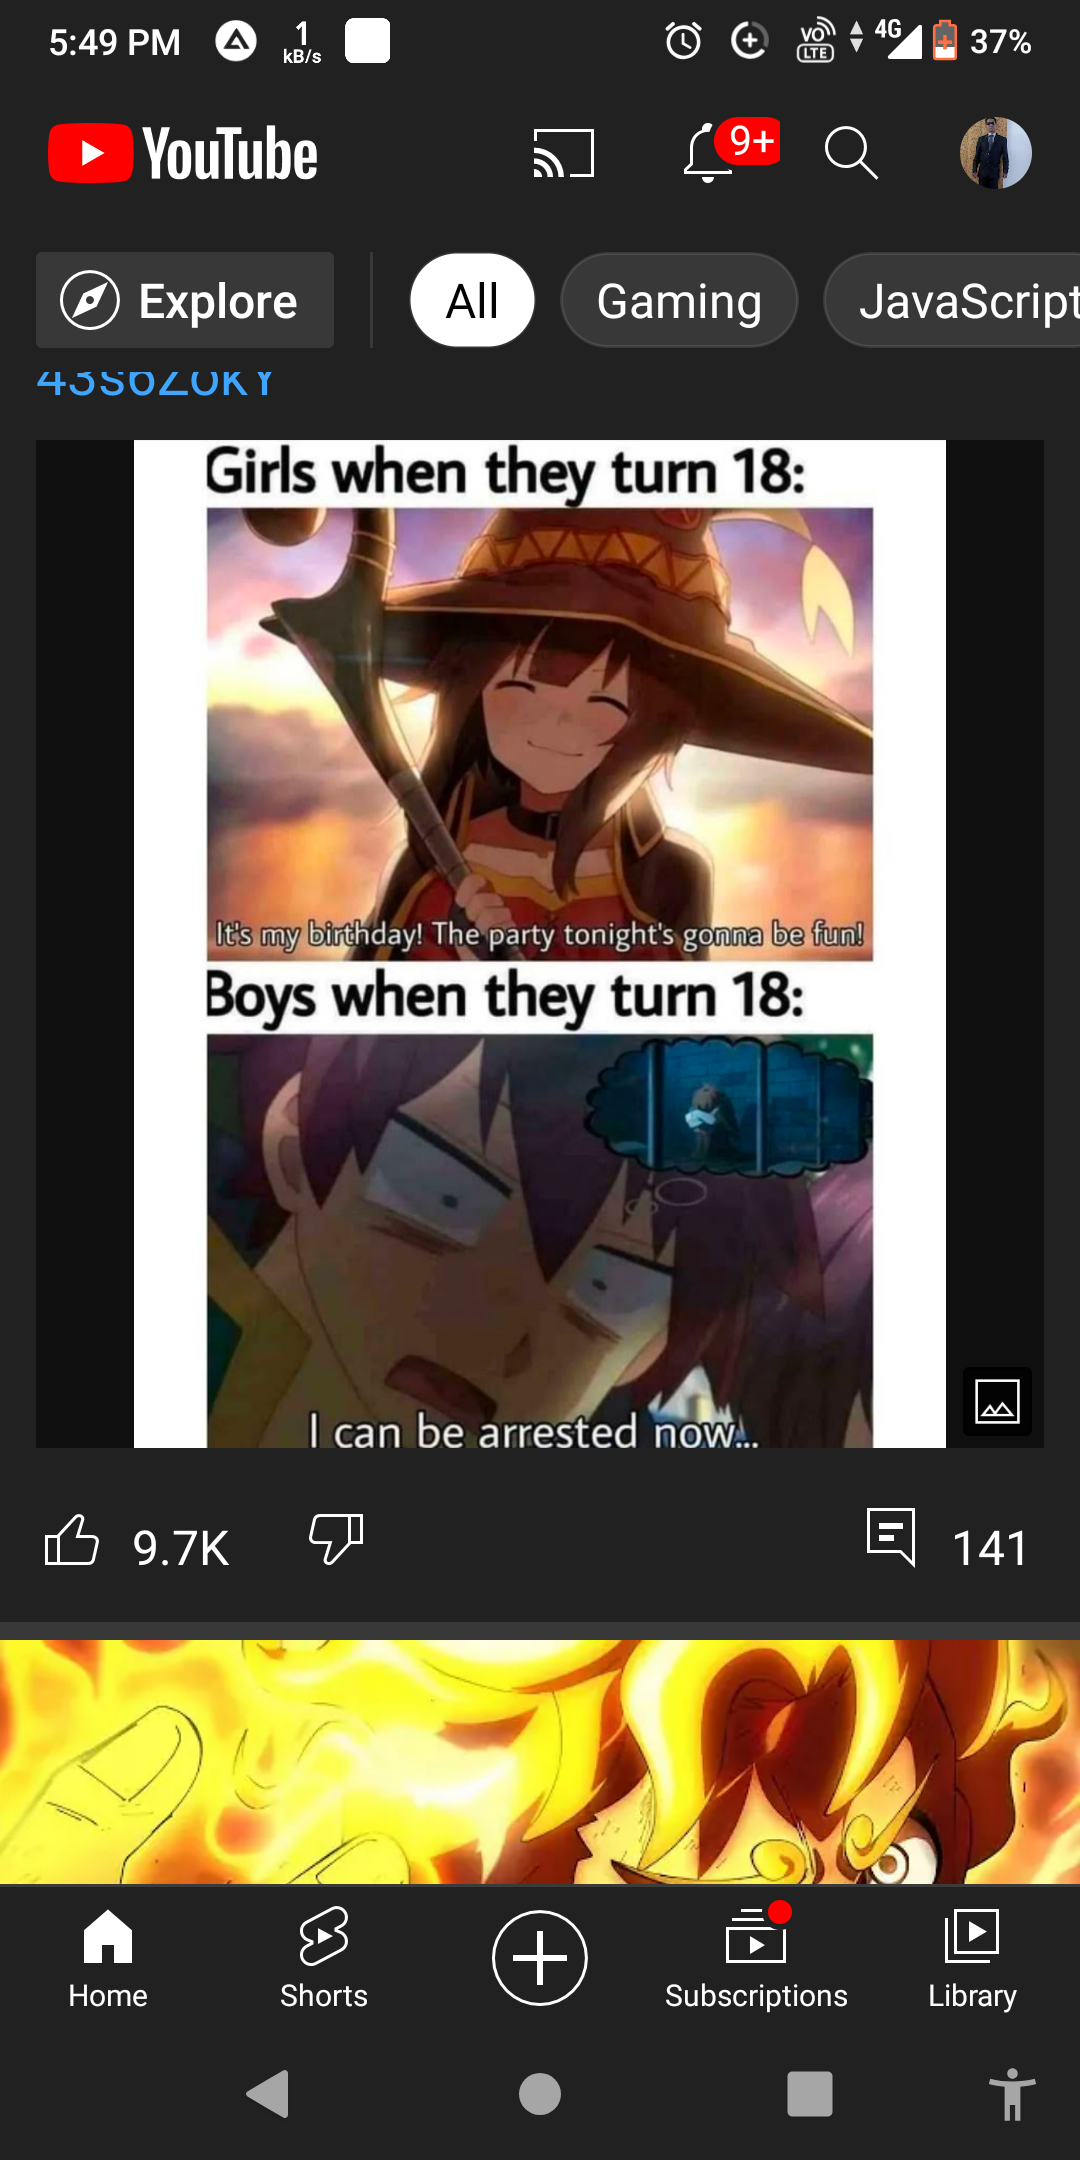 5:49 PM
1
kB/s
VO
LTE
4G
37%
YouTube
9+
Explore
All
Gaming
JavaScript
Girls when they turn 18:
It's my birthday! The party tonight's gonna be fun!
Boys when they turn 18:
I can be arrested now...
9.7K
141
Home
Shorts
Subscriptions
Library